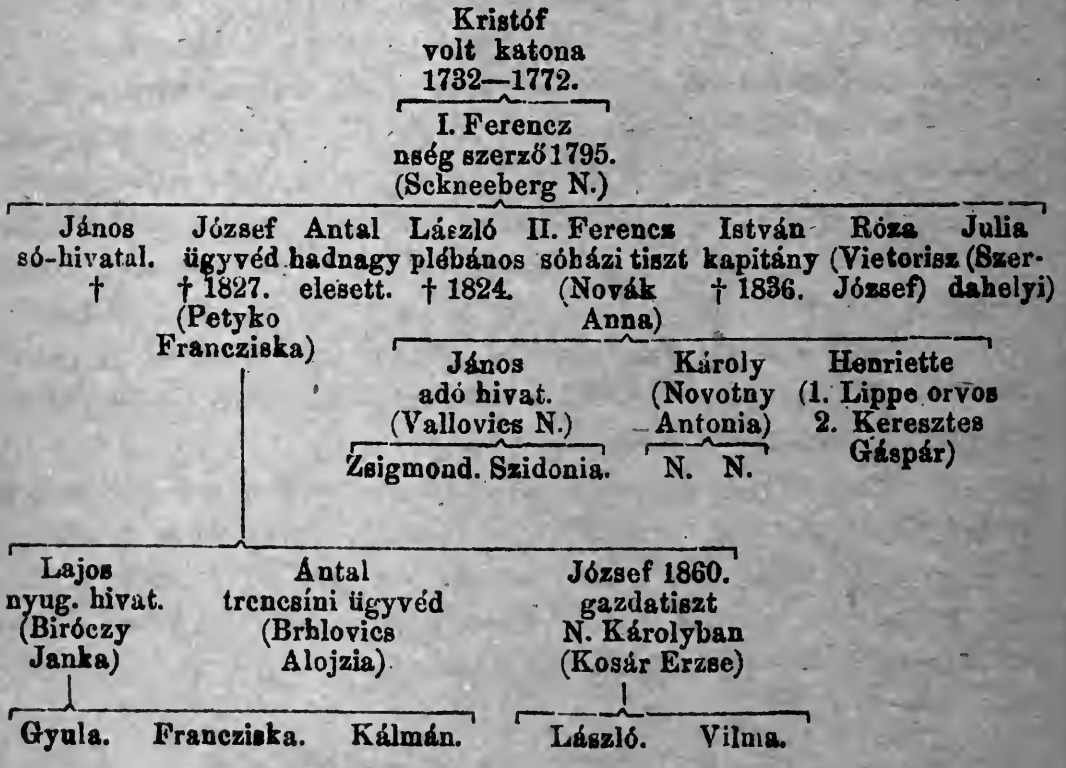 Kristóf
volt katona
1732—1772.
I. Ferencz
nség szerző 1795.
(Sckneeberg N.)
János József Antal László II. Ferencz István Róza Julia
só-hivatal. ügyvéd hadnagy plébános sóházi tiszt kapitány (Vietorisz (Szer-
† † 1827. elesett. † 1824. (Novák † 1836. József) dahelyi)
(Petyko Anna)
Francziska)
János Károly Henriette
adó hivat. (Novotny (1. Lippe orvos
(Vallovics N.) Antonia) 2. Keresztes
Gáspár)
Zsigmond. Szidonia. N. N.
Lajos Antal József 1860.
nyug. hivat. trencsíni ügyvéd gazdatiszt
(Biróczy (Brhlovics N. Károlyban
Janka) Alojzia). (Kosár Erzse)
Gyula. Francziska. Kálmán. László. Vilma.